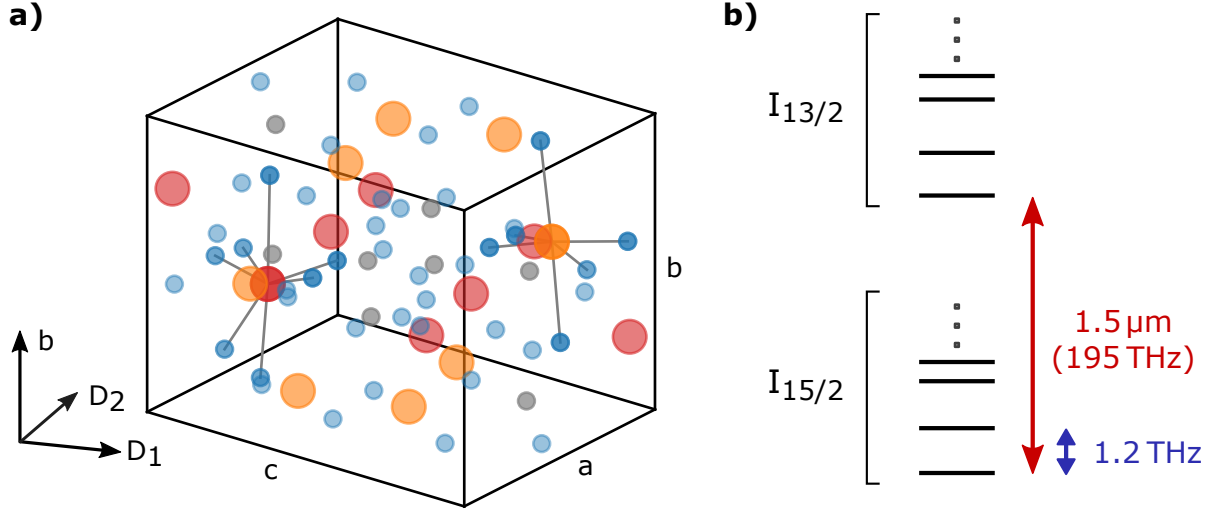 a)
b
D₂
D₁
c
a
b
b)
I₁₃/₂
I₁₅/₂
1.5 µm
(195 THz)
1.2 THz